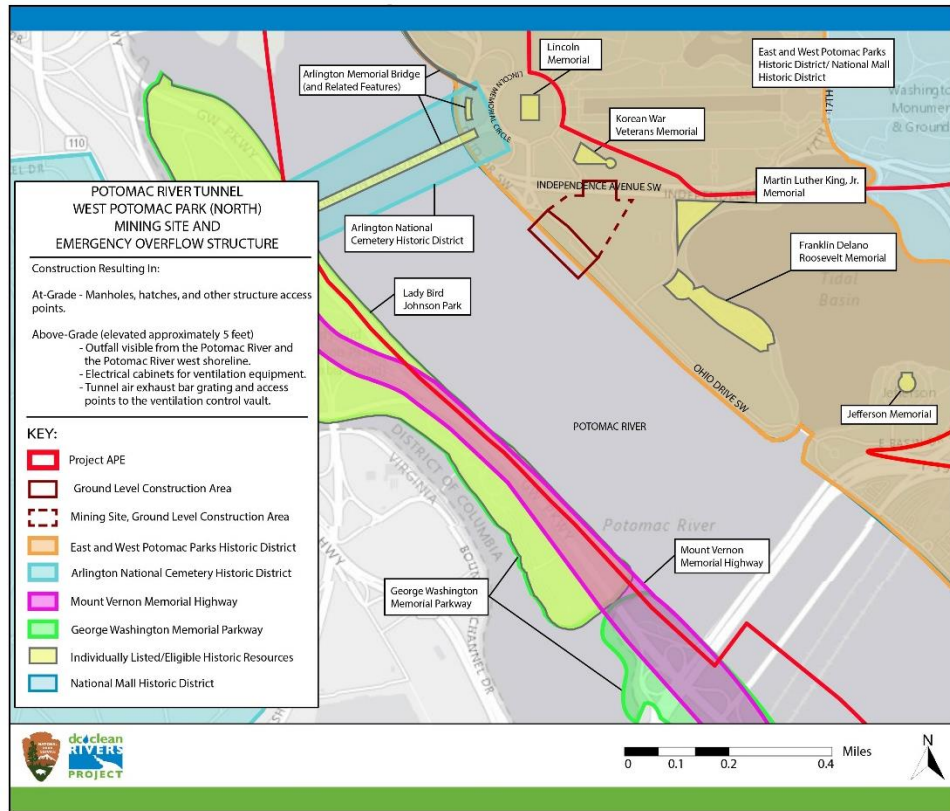 Lincoln
Memorial
East and West Potomac Parks
Historic District/ National Mall
Historic District
17TH
Washington
Monument
& Ground
Arlington Memorial Bridge
(and Related Features)
LINCOLN MEMORIAL CIRCLE
GW PKWY
110
Korean War
Veterans Memorial
INDEPENDENCE AVENUE SW
Martin Luther King, Jr.
Memorial
Arlington National
Cemetery Historic District
Franklin Delano
Roosevelt Memorial
Tidal
Basin
Lady Bird
Johnson Park
OHIO DRIVE SW
Jefferson Memorial
E BASIN
POTOMAC RIVER
DISTRICT OF COLUMBIA
VIRGINIA
HWY
Potomac River
Mount Vernon
Memorial Highway
George Washington
Memorial Parkway
CHANNEL DR
POTOMAC RIVER TUNNEL
WEST POTOMAC PARK (NORTH)
MINING SITE AND
EMERGENCY OVERFLOW STRUCTURE
Construction Resulting In:
At-Grade - Manholes, hatches, and other structure access
points.
Above-Grade (elevated approximately 5 feet)
- Outfall visible from the Potomac River and
the Potomac River west shoreline.
- Electrical cabinets for ventilation equipment.
- Tunnel air exhaust bar grating and access
points to the ventilation control vault.
KEY:
Project APE
Ground Level Construction Area
Mining Site, Ground Level Construction Area
East and West Potomac Parks Historic District
Arlington National Cemetery Historic District
Mount Vernon Memorial Highway
George Washington Memorial Parkway
Individually Listed/Eligible Historic Resources
National Mall Historic District
dc clean
RIVERS
PROJECT
Miles
0 0.1 0.2 0.4
N